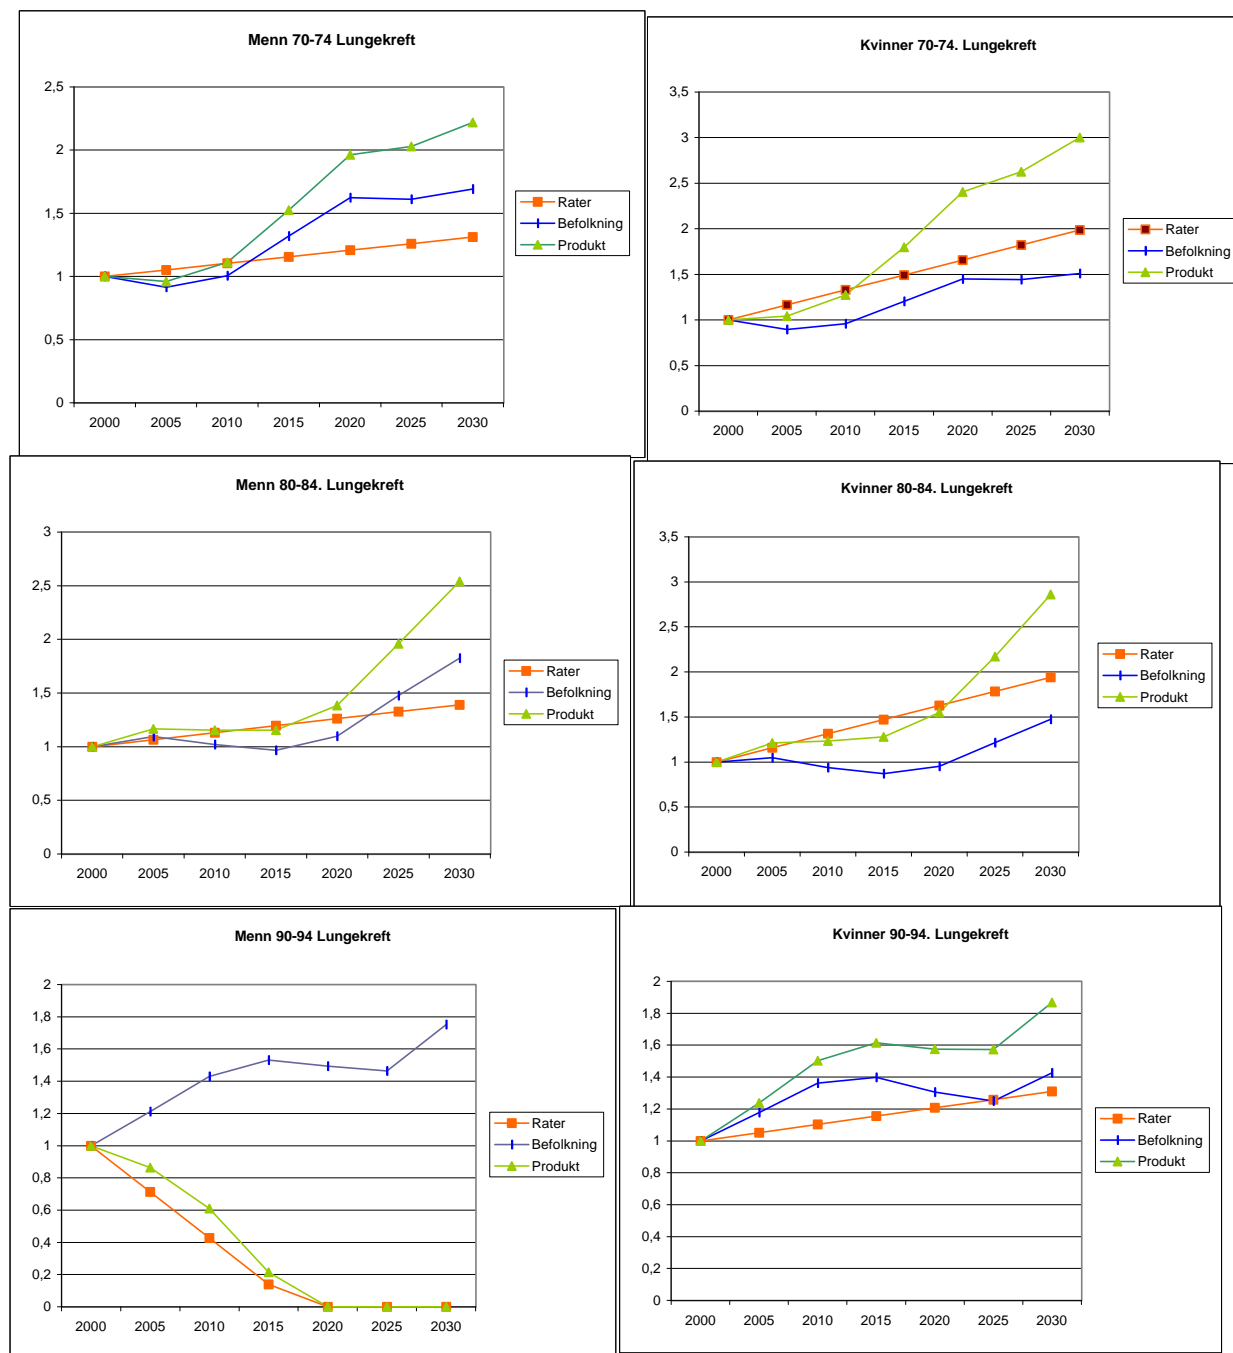 Menn 70-74 Lungekreft
2,5
2
1,5
1
0,5
0
2000 2005 2010 2015 2020 2025 2030
Rater
Befolkning
Produkt
Kvinner 70-74. Lungekreft
3,5
3
2,5
2
1,5
1
0,5
0
2000 2005 2010 2015 2020 2025 2030
Rater
Befolkning
Produkt
Menn 80-84. Lungekreft
3
2,5
2
1,5
1
0,5
0
2000 2005 2010 2015 2020 2025 2030
Rater
Befolkning
Produkt
Kvinner 80-84. Lungekreft
3,5
3
2,5
2
1,5
1
0,5
0
2000 2005 2010 2015 2020 2025 2030
Rater
Befolkning
Produkt
Menn 90-94 Lungekreft
2
1,8
1,6
1,4
1,2
1
0,8
0,6
0,4
0,2
0
2000 2005 2010 2015 2020 2025 2030
Rater
Befolkning
Produkt
Kvinner 90-94. Lungekreft
2
1,8
1,6
1,4
1,2
1
0,8
0,6
0,4
0,2
0
2000 2005 2010 2015 2020 2025 2030
Rater
Befolkning
Produkt